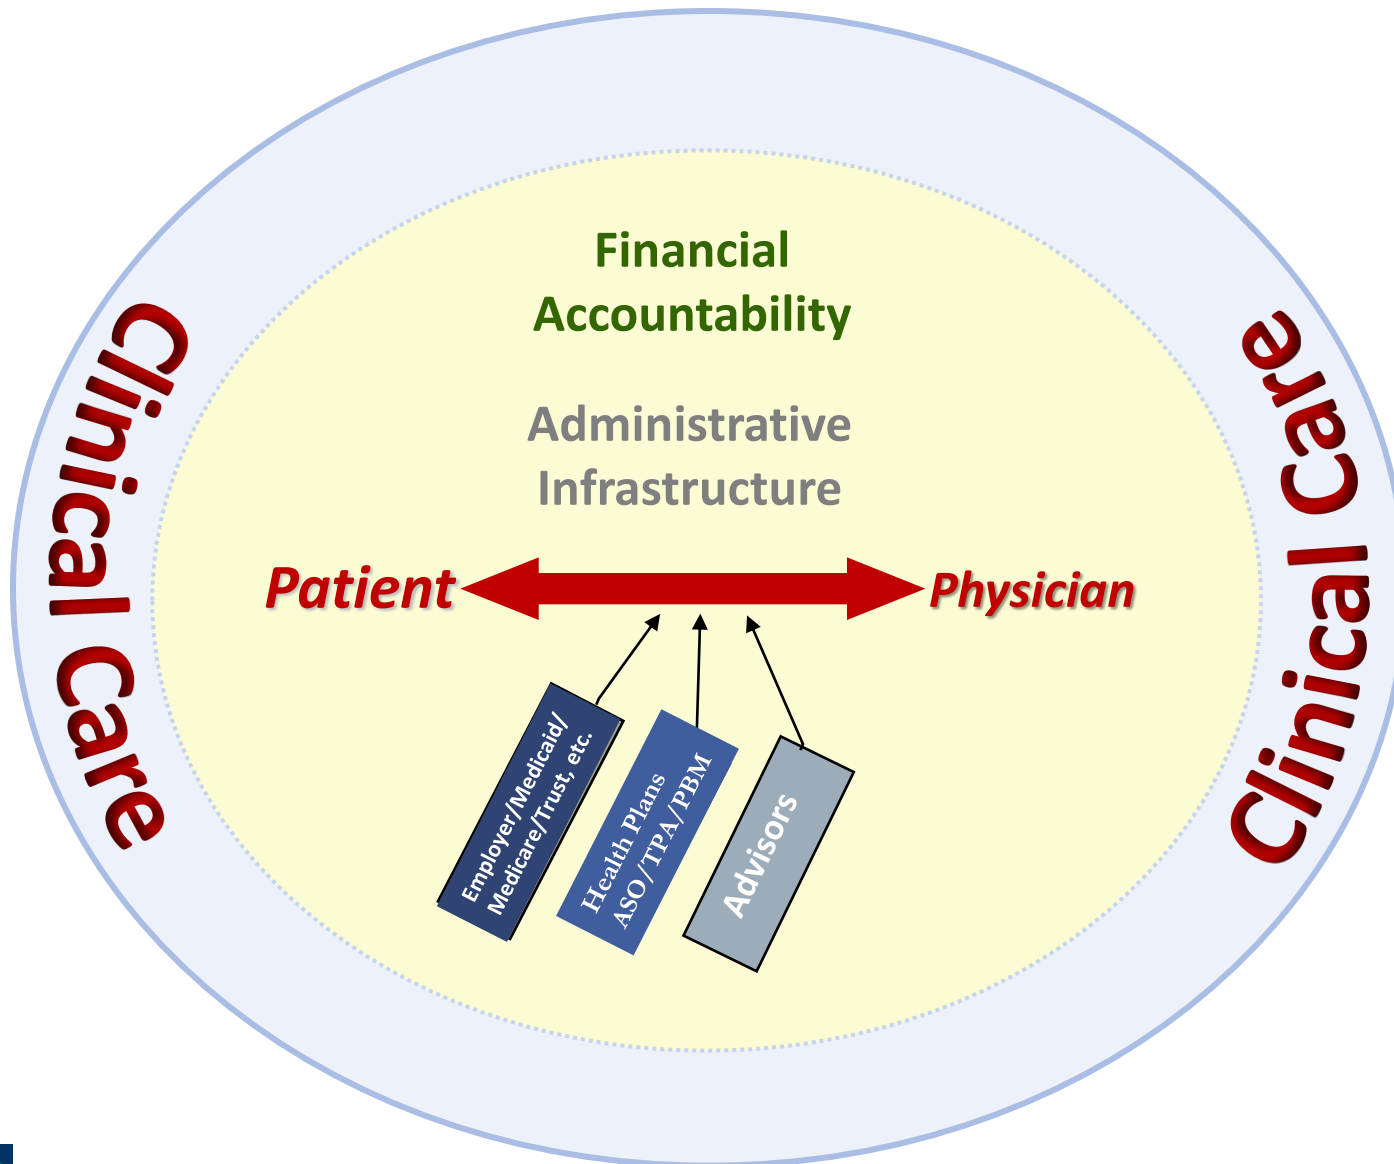 Financial
Accountability
Administrative
Infrastructure
Clinical Care
Clinical Care
Patient
Physician
Employer/Medicaid/
Medicare/Trust, etc.
Health Plans
ASO/TPA/PBM
Advisors